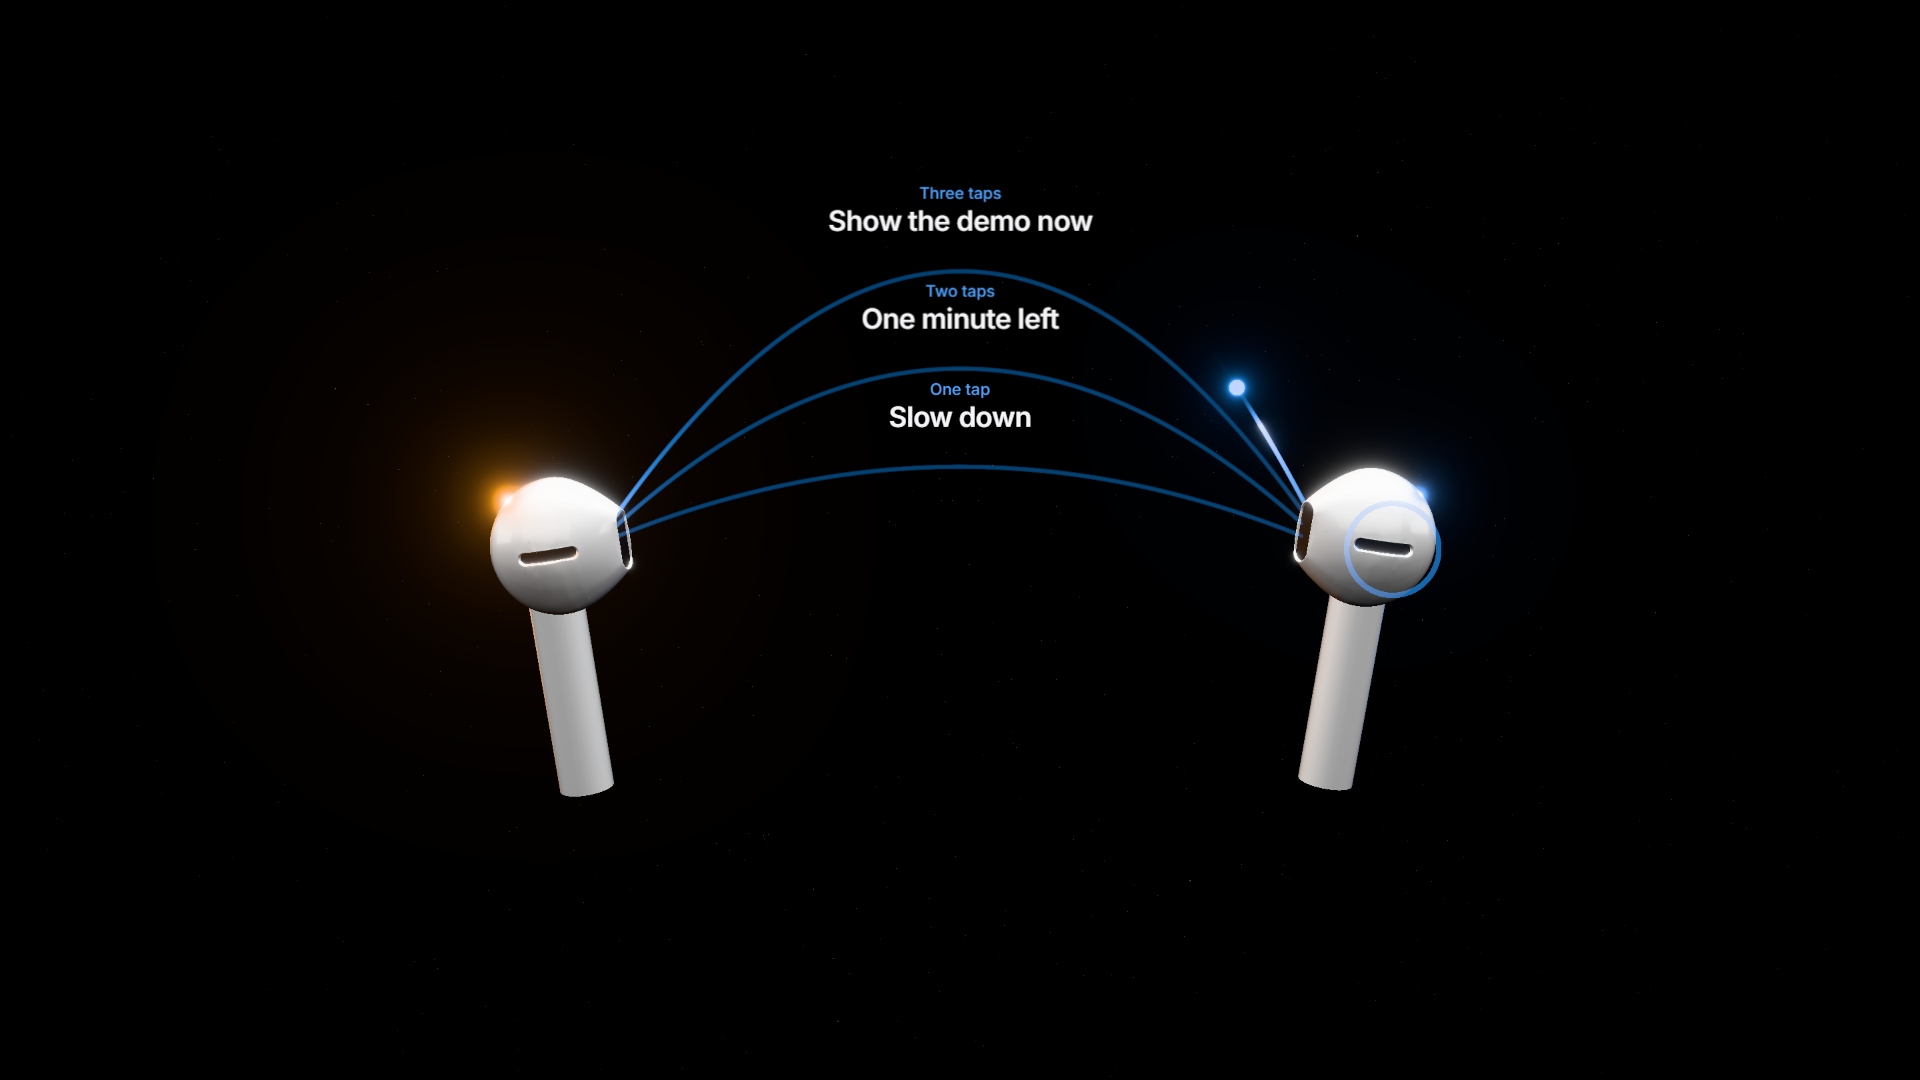 Three taps
Show the demo now
Two taps
One minute left
One tap
Slow down